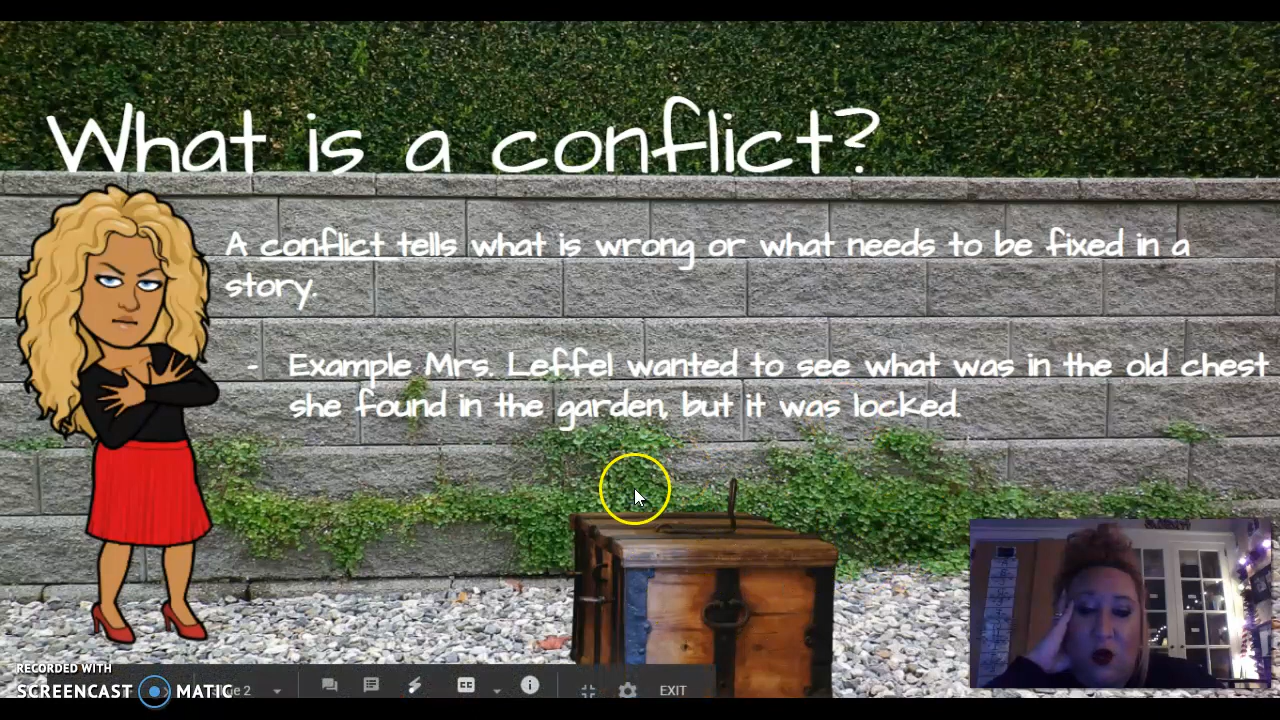 What is a conflict?
A conflict tells what is wrong or what needs to be fixed in a
story.
- Example Mrs. Leffel wanted to see what was in the old chest
she found in the garden, but it was locked.
RECORDED WITH
SCREENCAST MATIC
2
EXIT